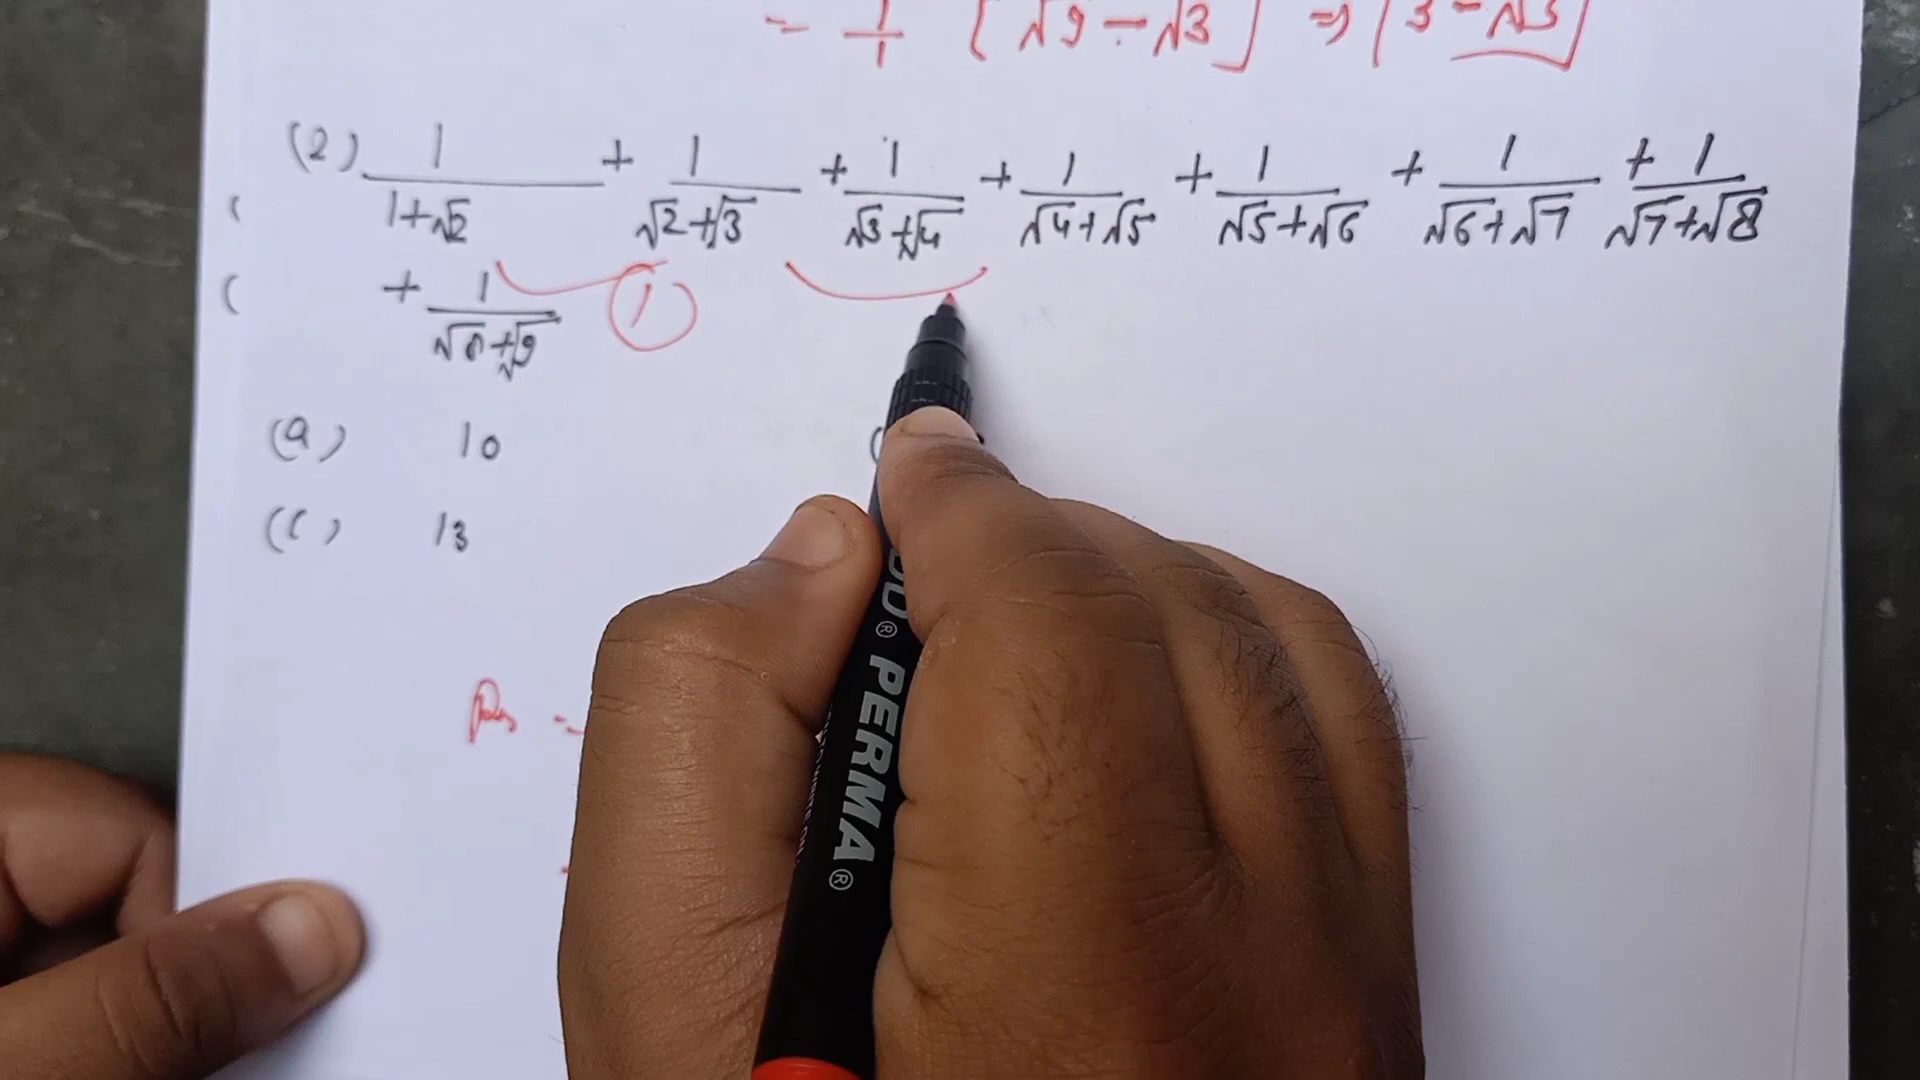 = 1/1 [√9 - √3] ⇒ [3 - √3]
(2) 1/(1+√2) + 1/(√2+√3) + 1/(√3+√4) + 1/(√4+√5) + 1/(√5+√6) + 1/(√6+√7) + 1/(√7+√8)
+ 1/(√8+√9) 1
(a) 10 (
(c) 13
=
PERMA®
®